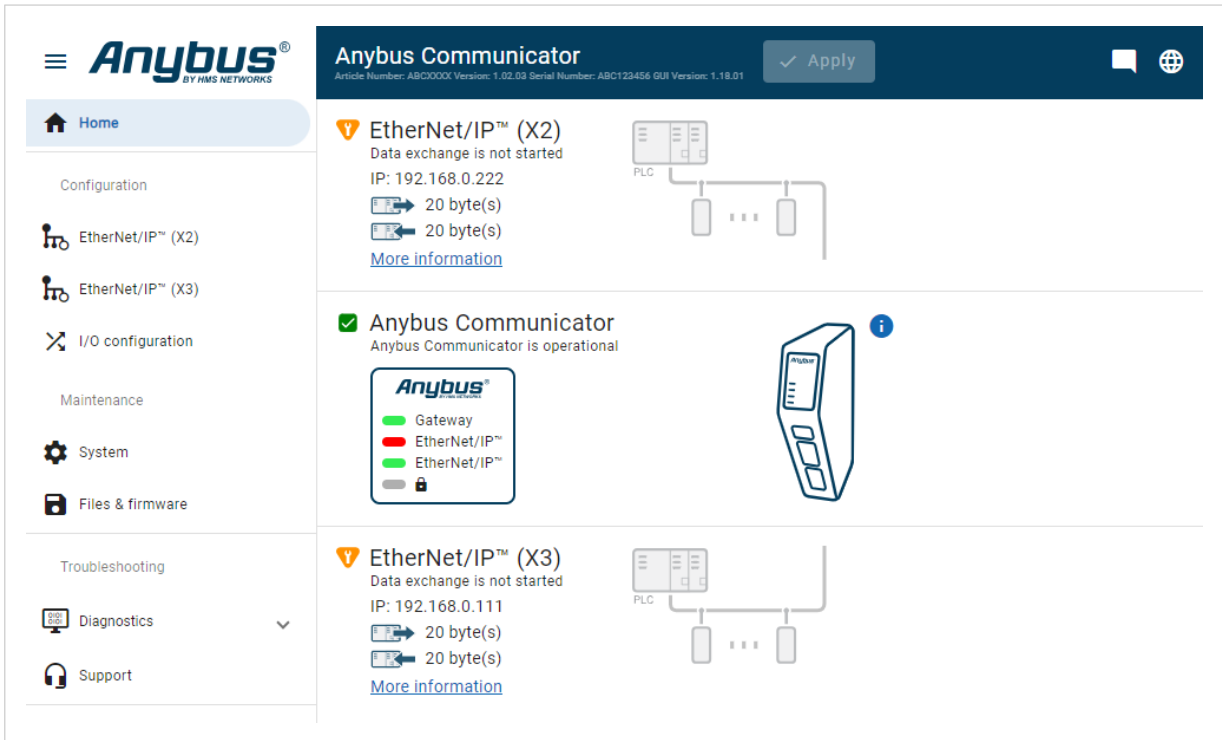 Anybus®
BY HMS NETWORKS
Home
Configuration
EtherNet/IP™ (X2)
EtherNet/IP™ (X3)
I/O configuration
Maintenance
System
Files & firmware
Troubleshooting
Diagnostics
Support
Anybus Communicator
Article Number: ABCXXXX Version: 1.02.03 Serial Number: ABC123456 GUI Version: 1.18.01
Apply
EtherNet/IP™ (X2)
Data exchange is not started
IP: 192.168.0.222
20 byte(s)
20 byte(s)
More information
PLC
Anybus Communicator
Anybus Communicator is operational
Anybus®
BY HMS NETWORKS
Gateway
EtherNet/IP™
EtherNet/IP™
Anybus
EtherNet/IP™ (X3)
Data exchange is not started
IP: 192.168.0.111
20 byte(s)
20 byte(s)
More information
PLC